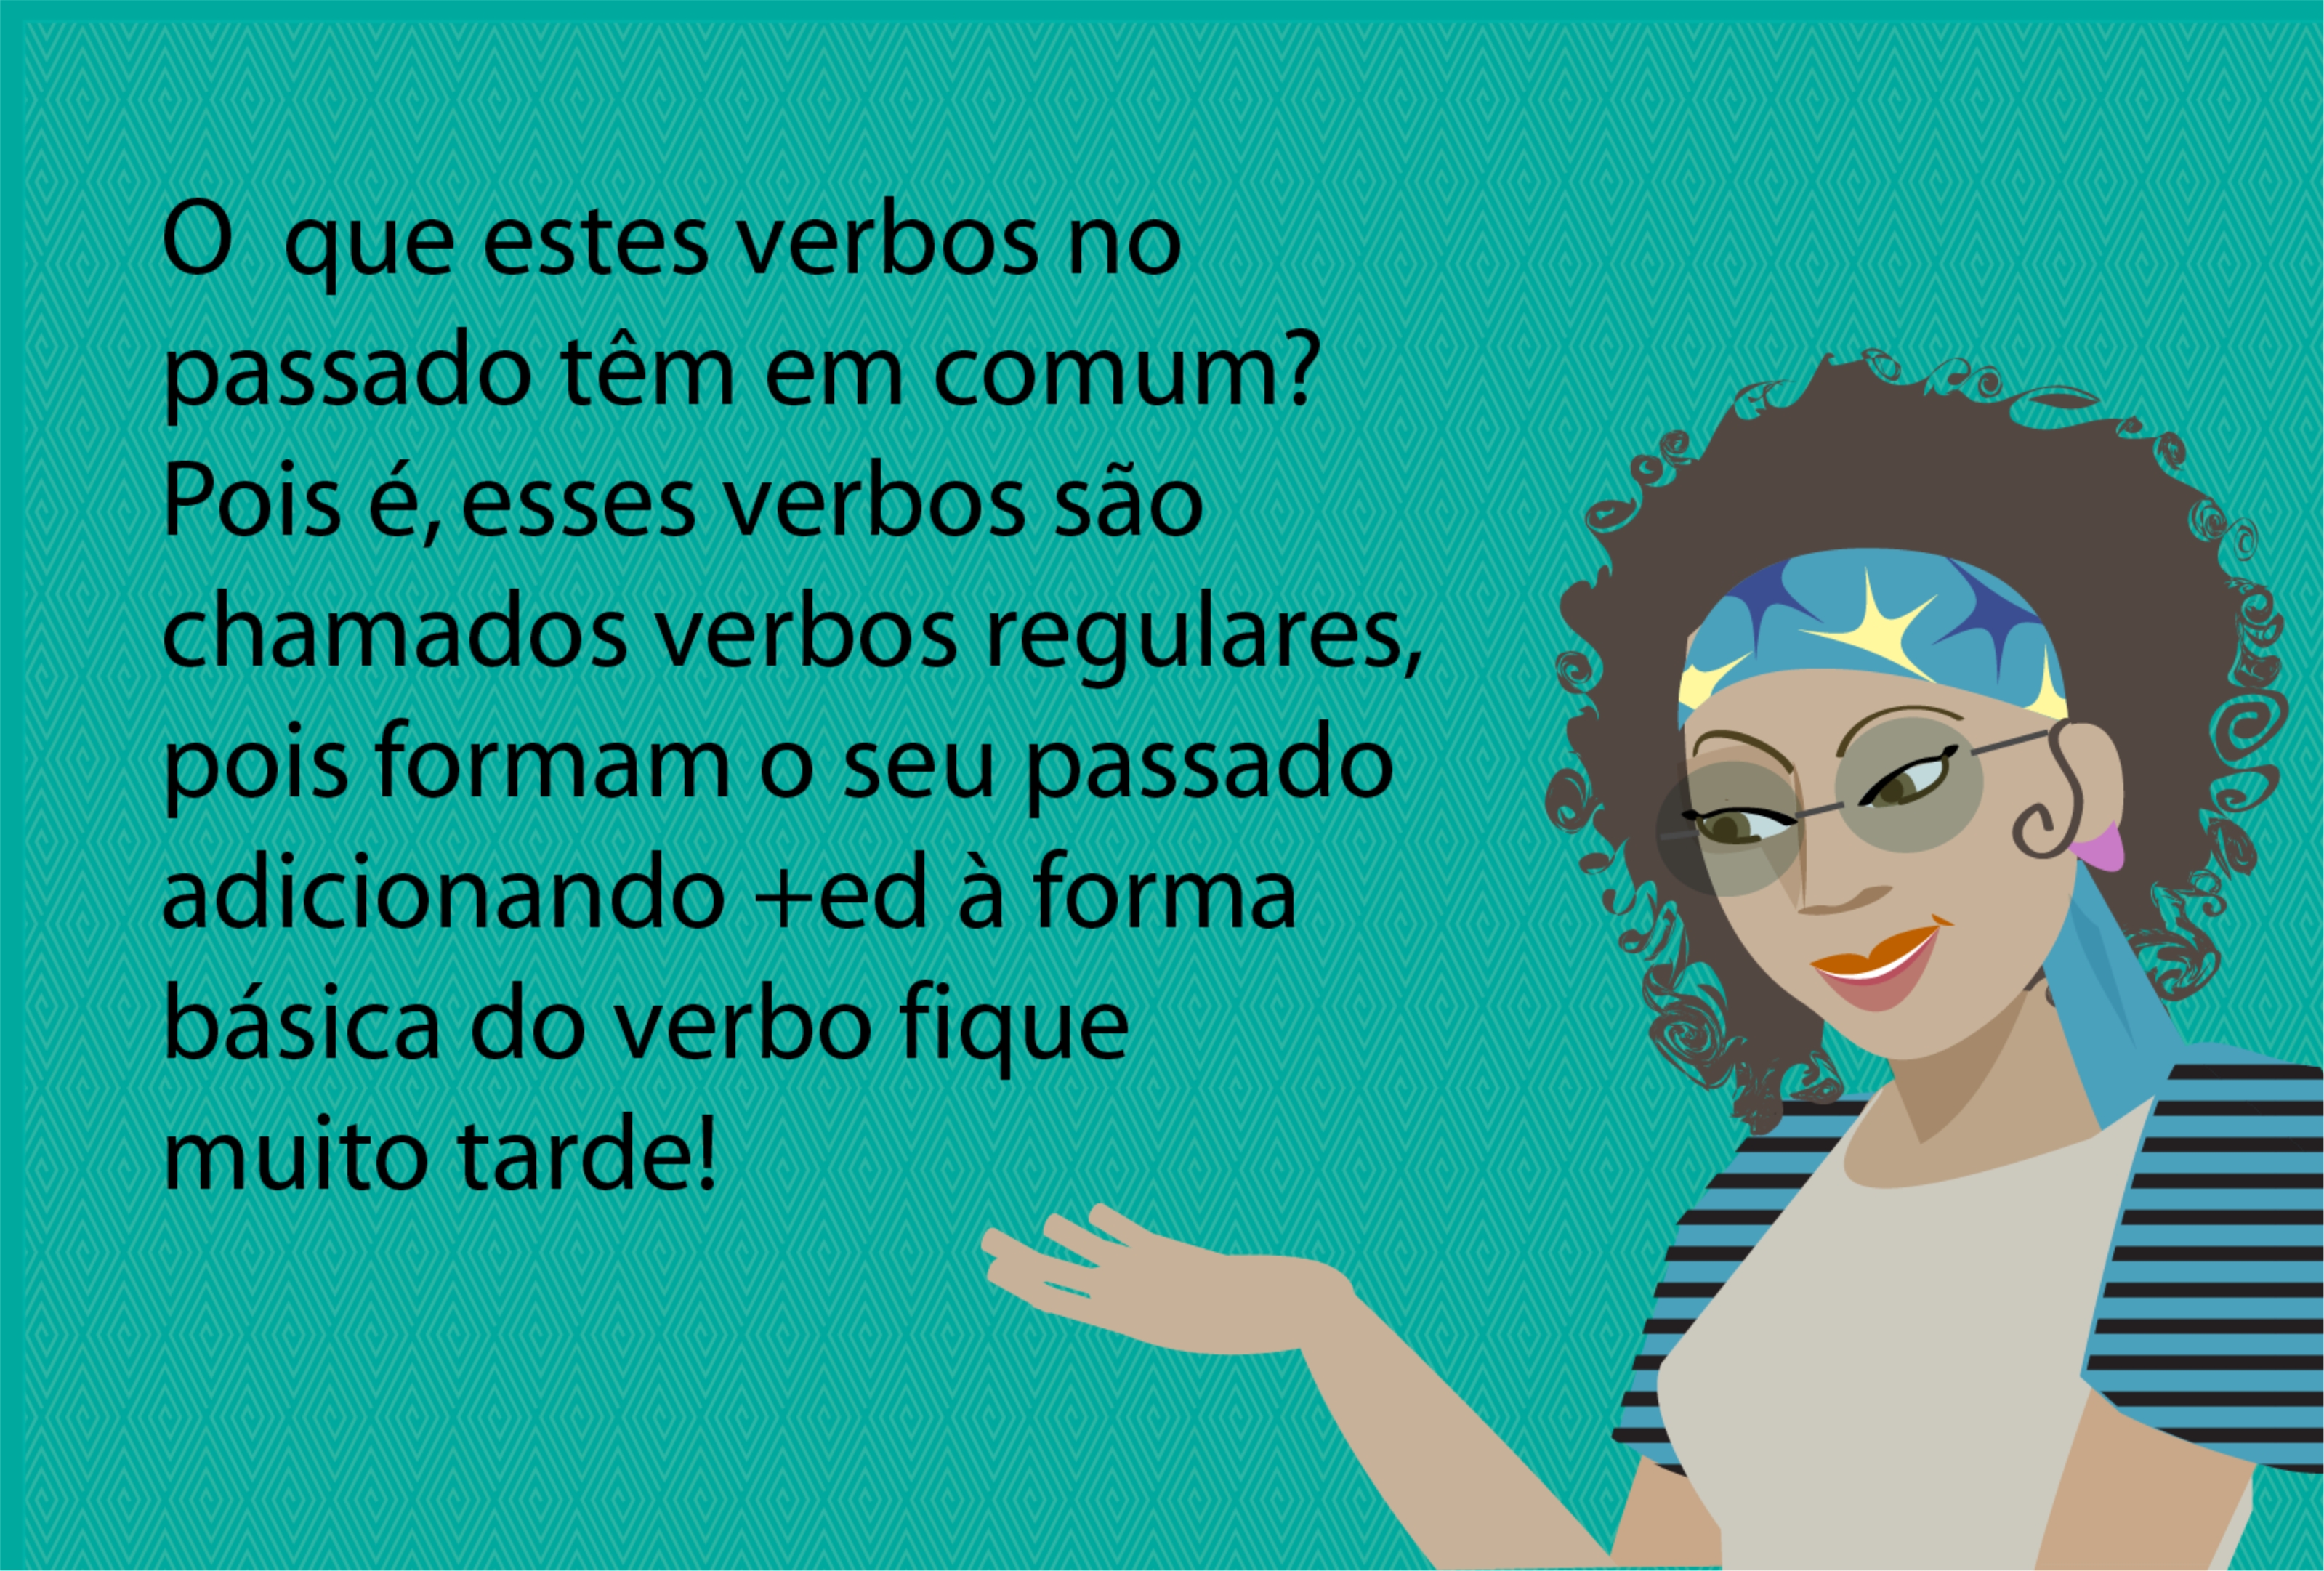 O que estes verbos no
passado têm em comum?
Pois é, esses verbos são
chamados verbos regulares,
pois formam o seu passado
adicionando +ed à forma
básica do verbo fique
muito tarde!